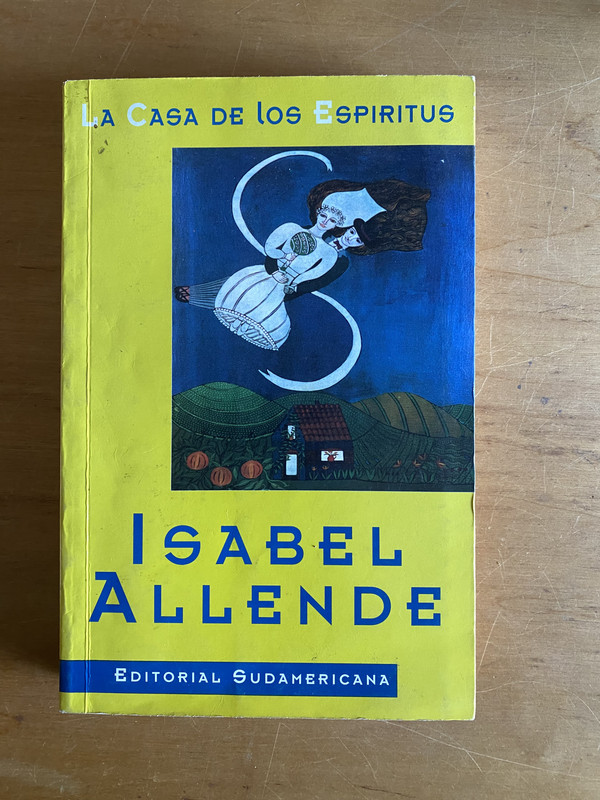 La Casa de los Espiritus
Isabel
Allende
Editorial Sudamericana